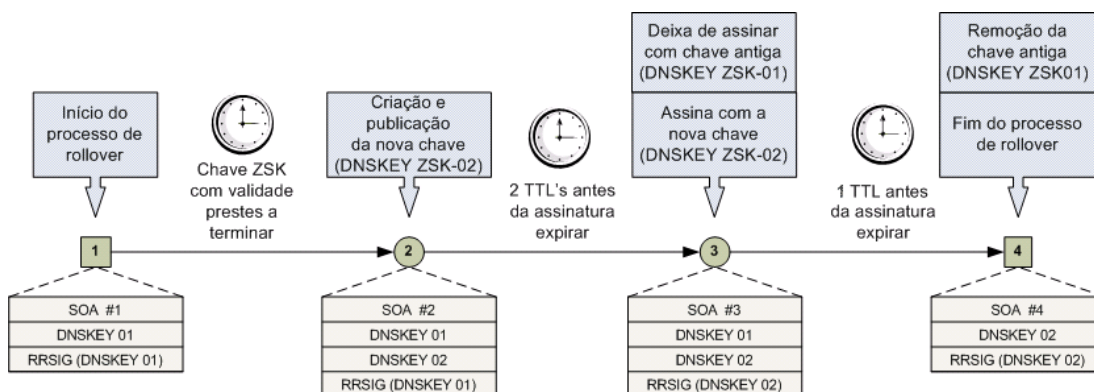 Início do
processo de
rollover
Chave ZSK
com validade
prestes a
terminar
Criação e
publicação
da nova chave
(DNSKEY ZSK-02)
2 TTL's antes
da assinatura
expirar
Deixa de assinar
com chave antiga
(DNSKEY ZSK-01)
Assina com a
nova chave
(DNSKEY ZSK-02)
1 TTL antes
da assinatura
expirar
Remoção da
chave antiga
(DNSKEY ZSK01)
Fim do processo
de rollover
1
2
3
4
SOA #1
DNSKEY 01
RRSIG (DNSKEY 01)
SOA #2
DNSKEY 01
DNSKEY 02
RRSIG (DNSKEY 01)
SOA #3
DNSKEY 01
DNSKEY 02
RRSIG (DNSKEY 02)
SOA #4
DNSKEY 02
RRSIG (DNSKEY 02)